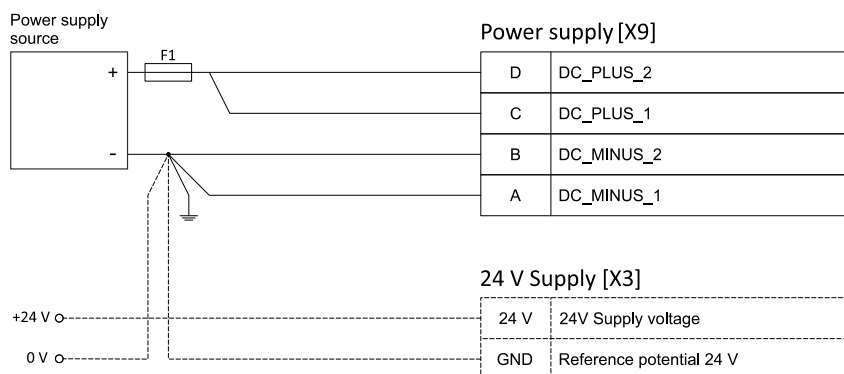 Power supply
source
F1
+
-
Power supply [X9]
D DC_PLUS_2
C DC_PLUS_1
B DC_MINUS_2
A DC_MINUS_1
24 V Supply [X3]
+24 V
24 V 24V Supply voltage
0 V
GND Reference potential 24 V